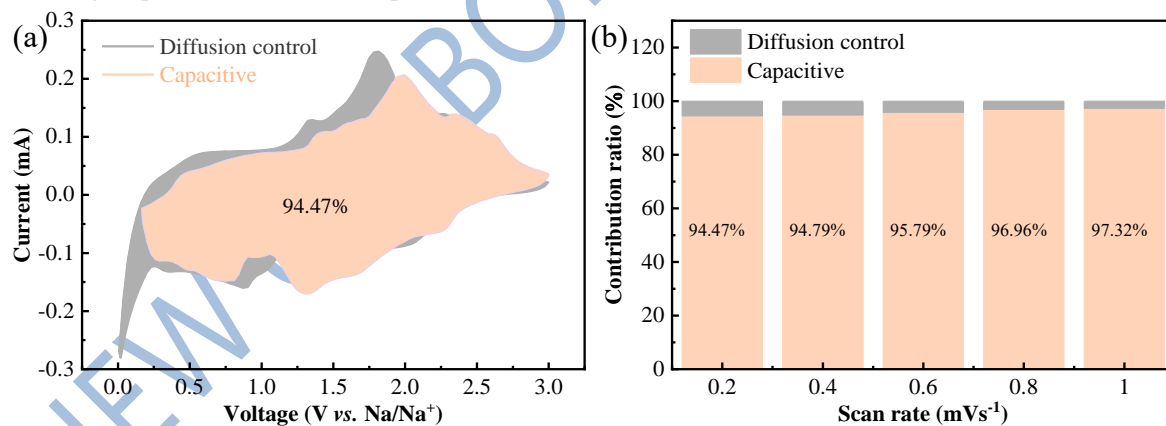 (a)
Diffusion control
Capacitive
94.47%
0.3
0.2
0.1
0.0
-0.1
-0.2
-0.3
Current (mA)
0.0 0.5 1.0 1.5 2.0 2.5 3.0
Voltage (V vs. Na/Na⁺)
(b)
Diffusion control
Capacitive
120
100
80
60
40
20
0
Contribution ratio (%)
94.47% 94.79% 95.79% 96.96% 97.32%
0.2 0.4 0.6 0.8 1
Scan rate (mVs⁻¹)